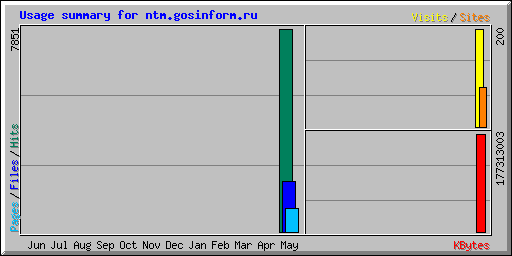 Usage summary for ntm.gosinform.ru
Visits / Sites
7851
200
Pages / Files / Hits
177313003
Jun Jul Aug Sep Oct Nov Dec Jan Feb Mar Apr May
KBytes